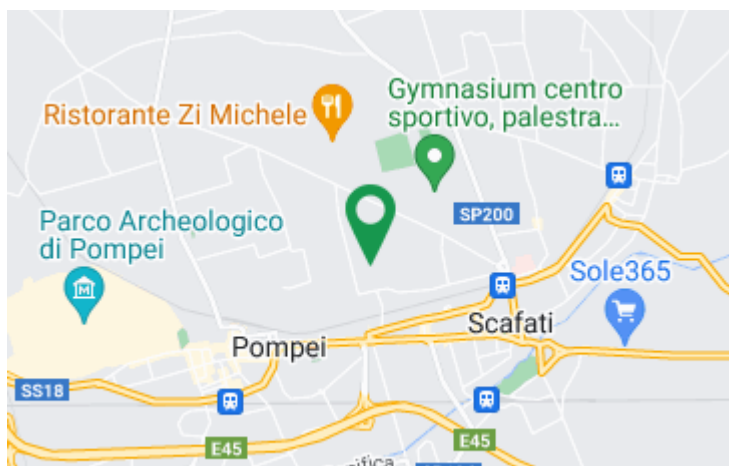 Gymnasium centro
sportivo, palestra...
Ristorante Zi Michele
SP200
Parco Archeologico
di Pompei
Sole365
Scafati
Pompei
SS18
E45
E45